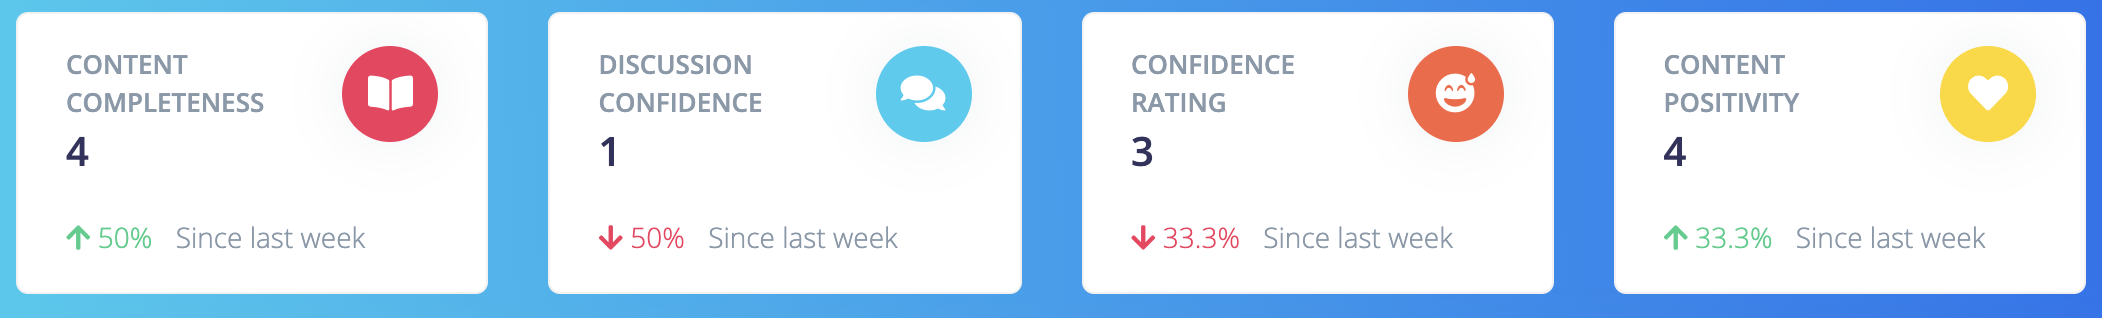 CONTENT
COMPLETENESS
4
50% Since last week
DISCUSSION
CONFIDENCE
1
50% Since last week
CONFIDENCE
RATING
3
33.3% Since last week
CONTENT
POSITIVITY
4
33.3% Since last week